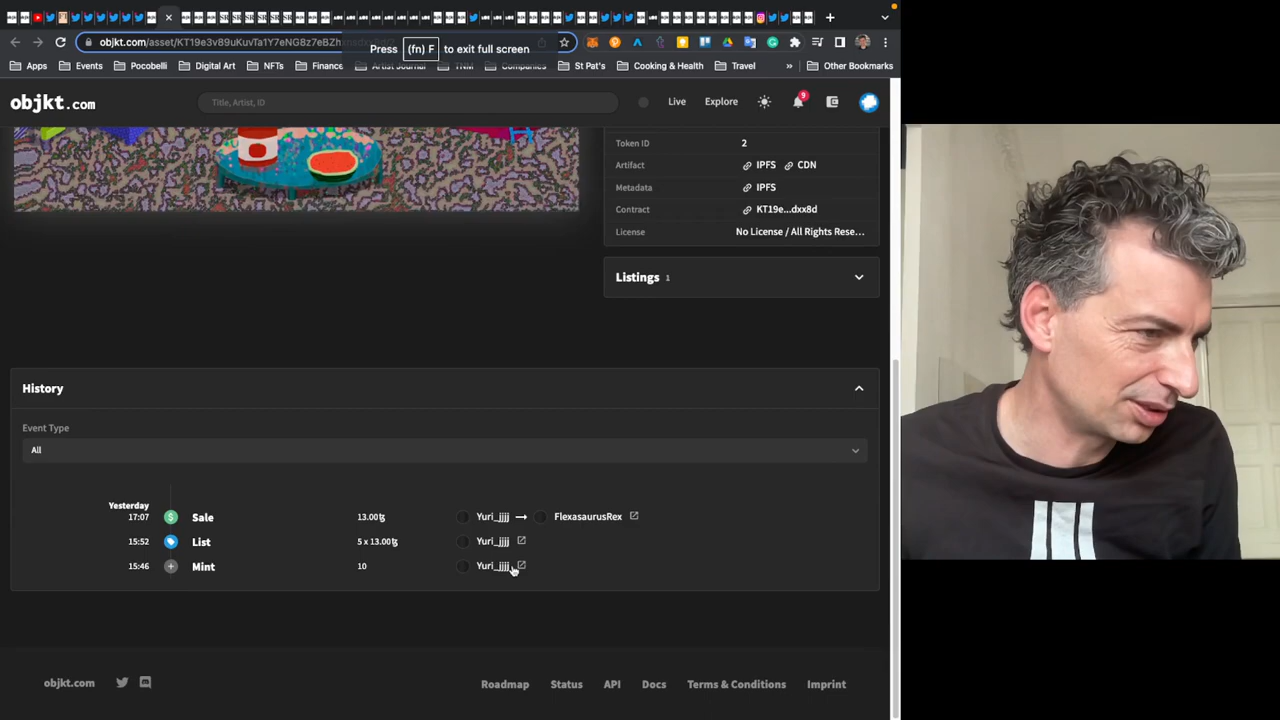 objkt.com/asset/KT19e3v89uKuvTa1Y7eNG8z7eBZh
Press (fn) F to exit full screen
Apps Events Pocobelli Digital Art NFTs Finance Artist Journal TNM Companies St Pat's Cooking & Health Travel » Other Bookmarks
objkt.com Title, Artist, ID Live Explore 9
Token ID 2
Artifact IPFS CDN
Metadata IPFS
Contract KT19e...dxx8d
License No License / All Rights Rese...
Listings 1
History
Event Type
All
Yesterday
17:07 $ Sale 13.00ꜩ Yuri_jjjj → FlexasaurusRex
15:52 List 5 x 13.00ꜩ Yuri_jjjj
15:46 + Mint 10 Yuri_jjjj
objkt.com Roadmap Status API Docs Terms & Conditions Imprint